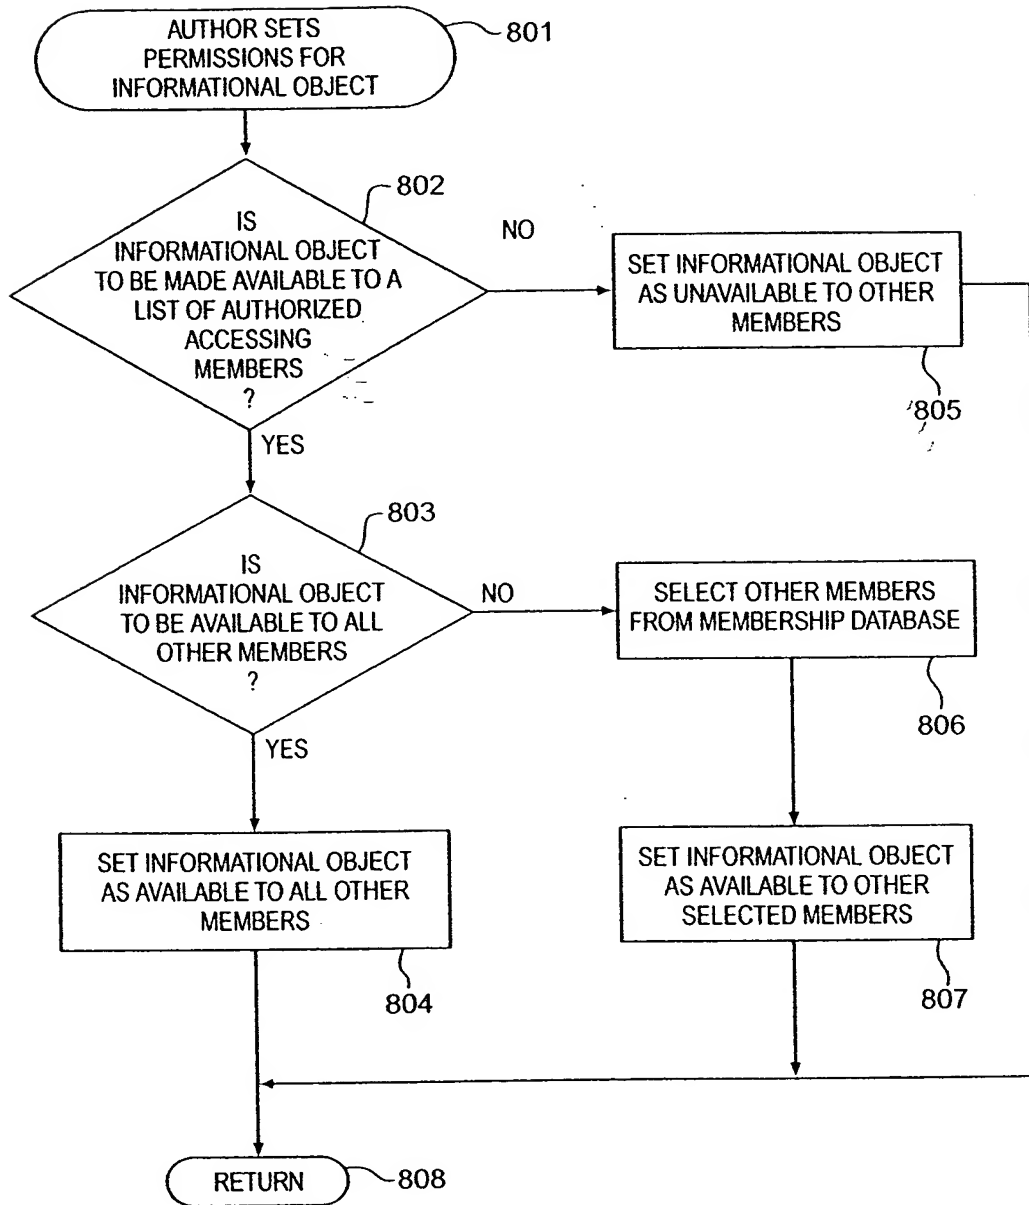 AUTHOR SETS
PERMISSIONS FOR
INFORMATIONAL OBJECT
801
802
IS
INFORMATIONAL OBJECT
TO BE MADE AVAILABLE TO A
LIST OF AUTHORIZED
ACCESSING
MEMBERS
?
NO
SET INFORMATIONAL OBJECT
AS UNAVAILABLE TO OTHER
MEMBERS
805
YES
803
IS
INFORMATIONAL OBJECT
TO BE AVAILABLE TO ALL
OTHER MEMBERS
?
NO
SELECT OTHER MEMBERS
FROM MEMBERSHIP DATABASE
806
YES
SET INFORMATIONAL OBJECT
AS AVAILABLE TO ALL OTHER
MEMBERS
804
SET INFORMATIONAL OBJECT
AS AVAILABLE TO OTHER
SELECTED MEMBERS
807
RETURN
808